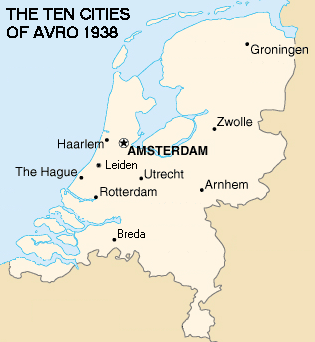 THE TEN CITIES
OF AVRO 1938
Groningen
Zwolle
Haarlem
AMSTERDAM
Leiden
The Hague
Utrecht
Arnhem
Rotterdam
Breda